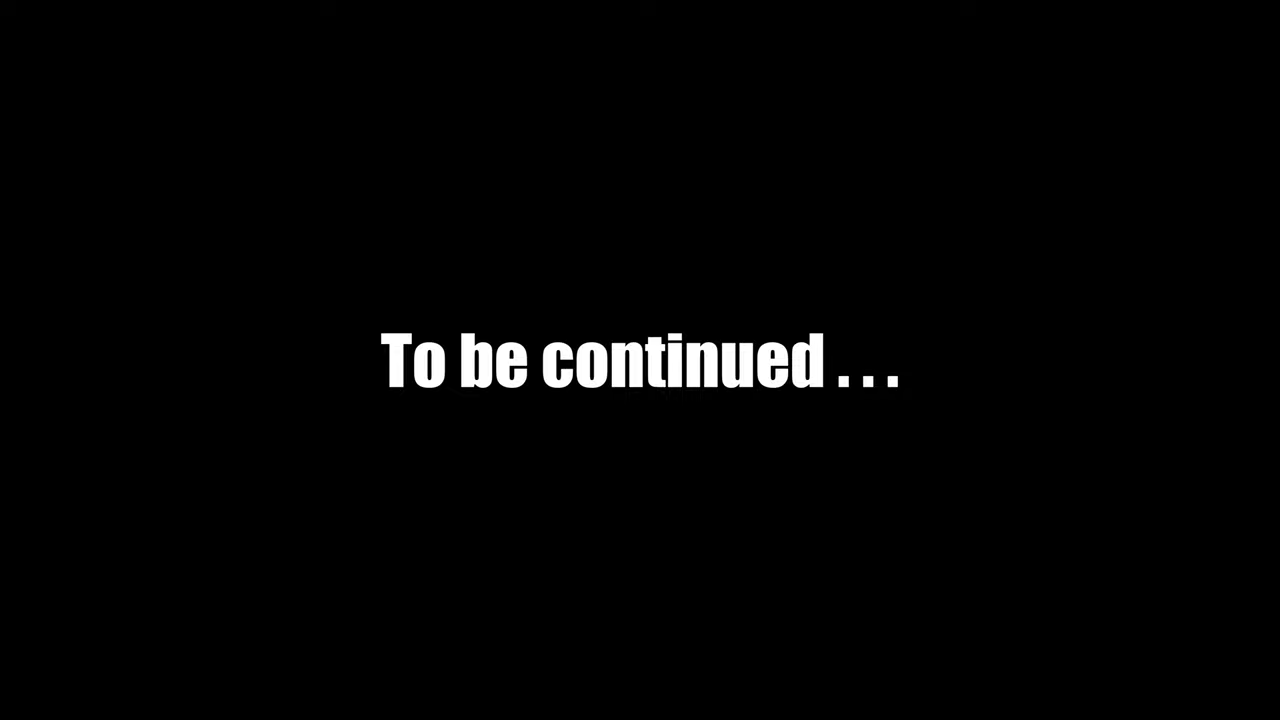 To be continued . . .